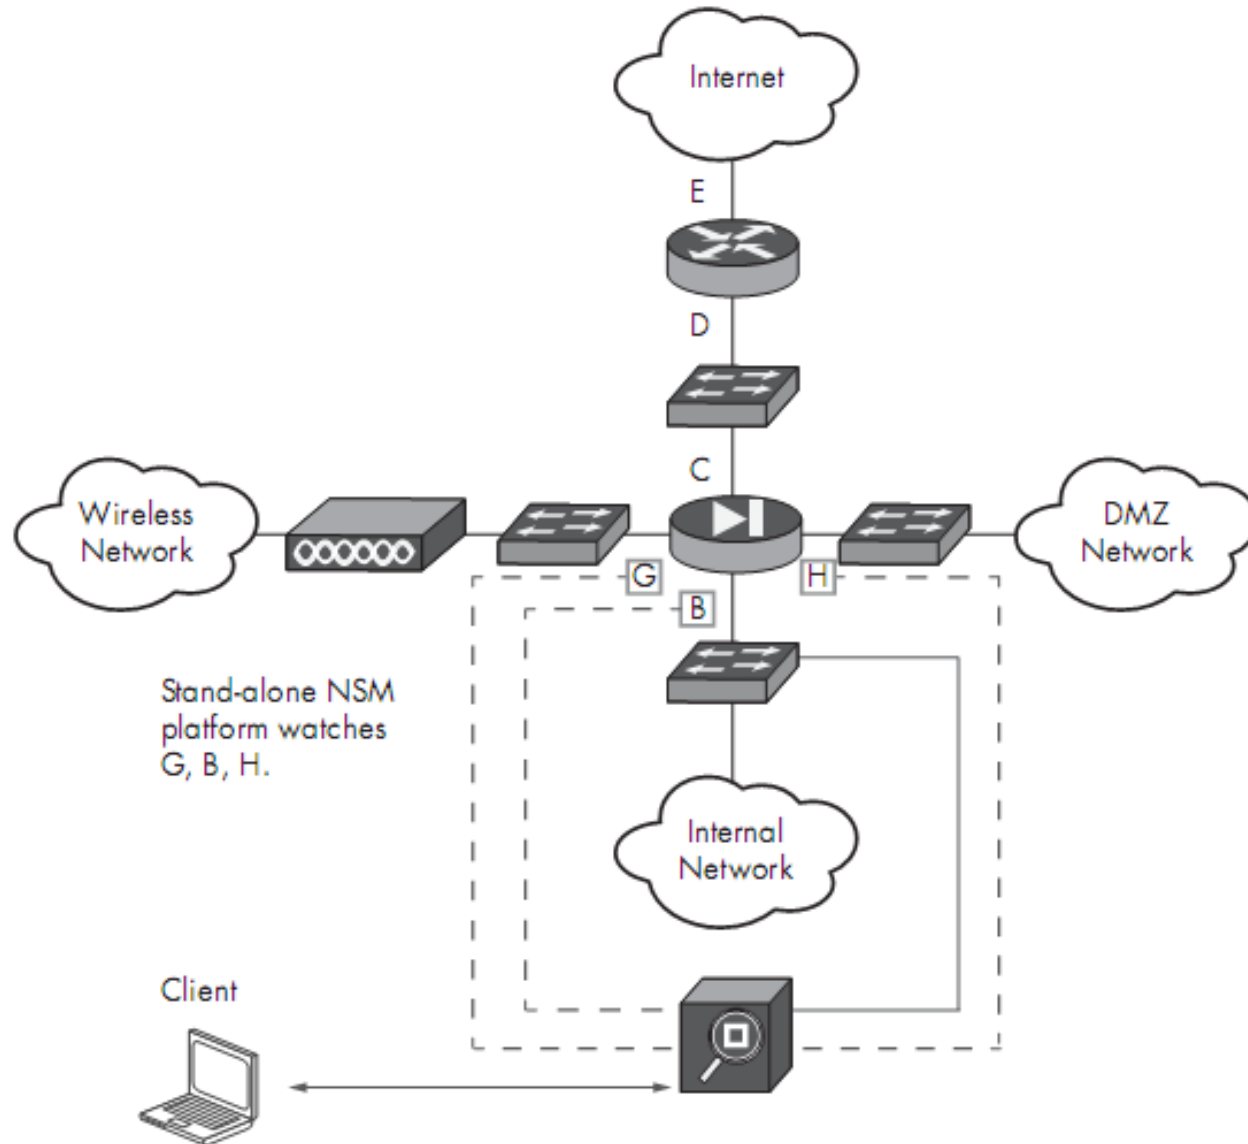 Internet
E
D
C
Wireless
Network
DMZ
Network
G
H
B
Stand-alone NSM
platform watches
G, B, H.
Internal
Network
Client